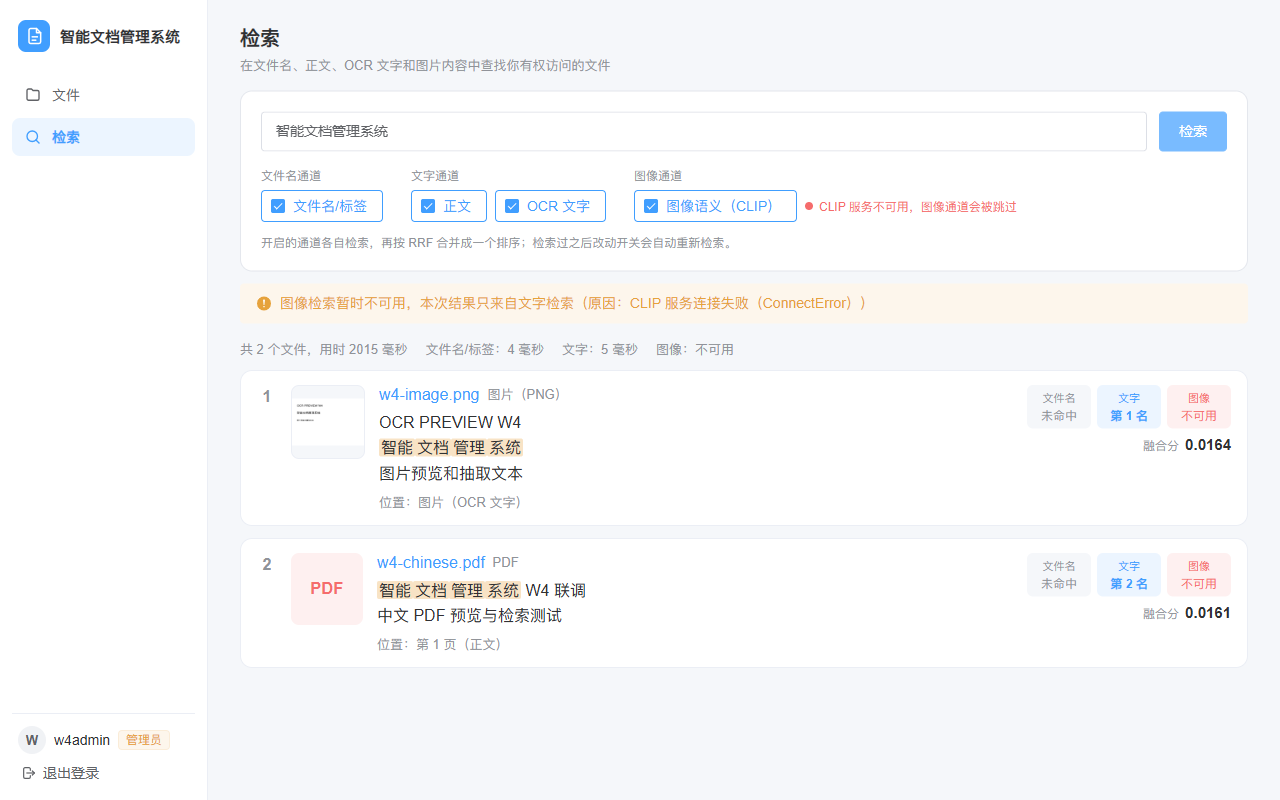 智能文档管理系统
文件
检索
w4admin 管理员
退出登录
检索
在文件名、正文、OCR 文字和图片内容中查找你有权访问的文件
智能文档管理系统 检索
文件名通道 文字通道 图像通道
文件名/标签 正文 OCR 文字 图像语义（CLIP） CLIP 服务不可用，图像通道会被跳过
开启的通道各自检索，再按 RRF 合并成一个排序；检索过之后改动开关会自动重新检索。
图像检索暂时不可用，本次结果只来自文字检索（原因：CLIP 服务连接失败（ConnectError））
共 2 个文件，用时 2015 毫秒 文件名/标签：4 毫秒 文字：5 毫秒 图像：不可用
1 w4-image.png 图片（PNG）
OCR PREVIEW W4
智能 文档 管理 系统
图片预览和抽取文本
位置：图片（OCR 文字）
文件名 文字 图像
未命中 第 1 名 不可用
融合分 0.0164
2 PDF w4-chinese.pdf PDF
智能 文档 管理 系统 W4 联调
中文 PDF 预览与检索测试
位置：第 1 页（正文）
文件名 文字 图像
未命中 第 2 名 不可用
融合分 0.0161
W